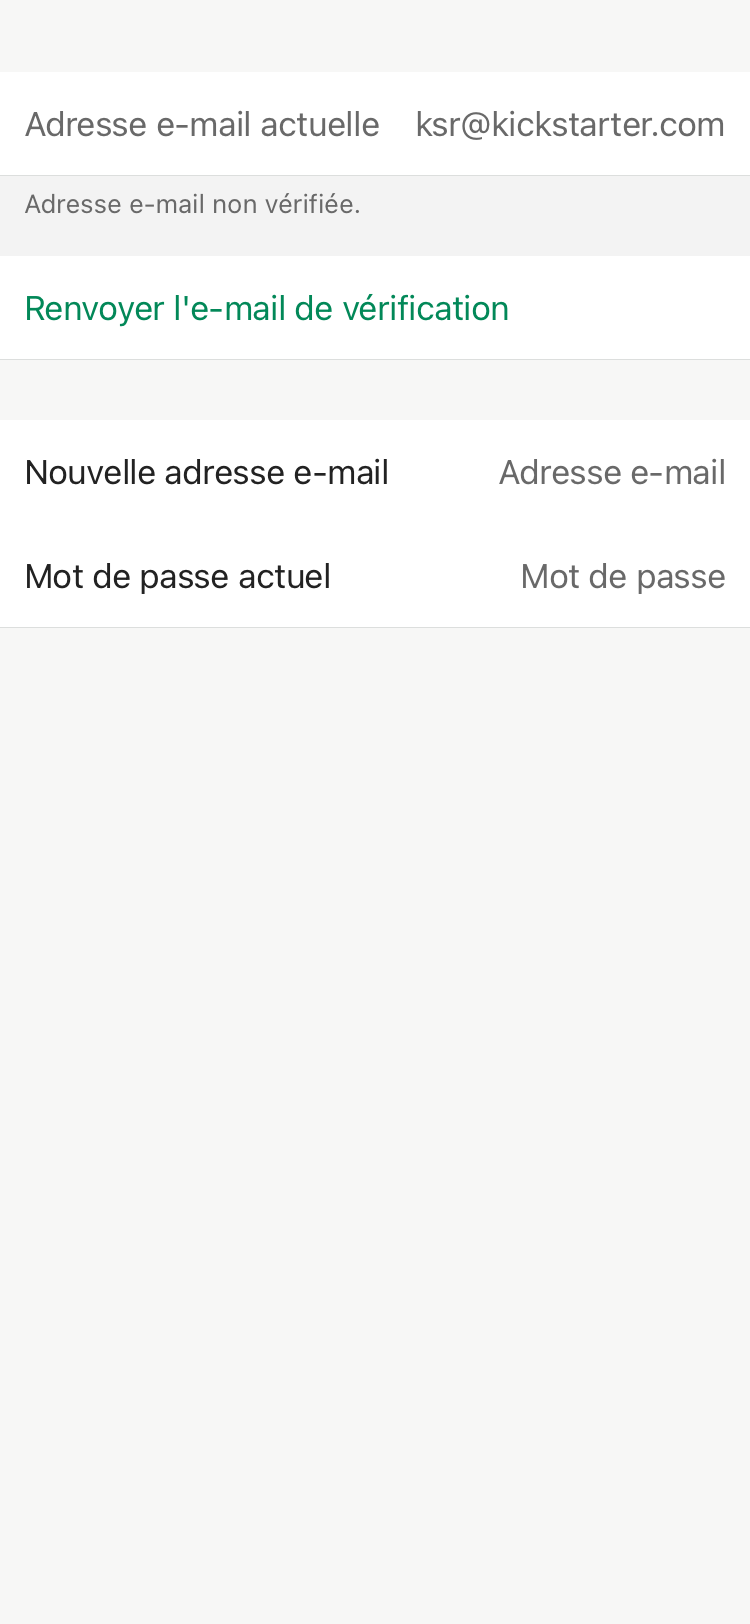 Adresse e-mail actuelle ksr@kickstarter.com
Adresse e-mail non vérifiée.
Renvoyer l'e-mail de vérification
Nouvelle adresse e-mail Adresse e-mail
Mot de passe actuel Mot de passe